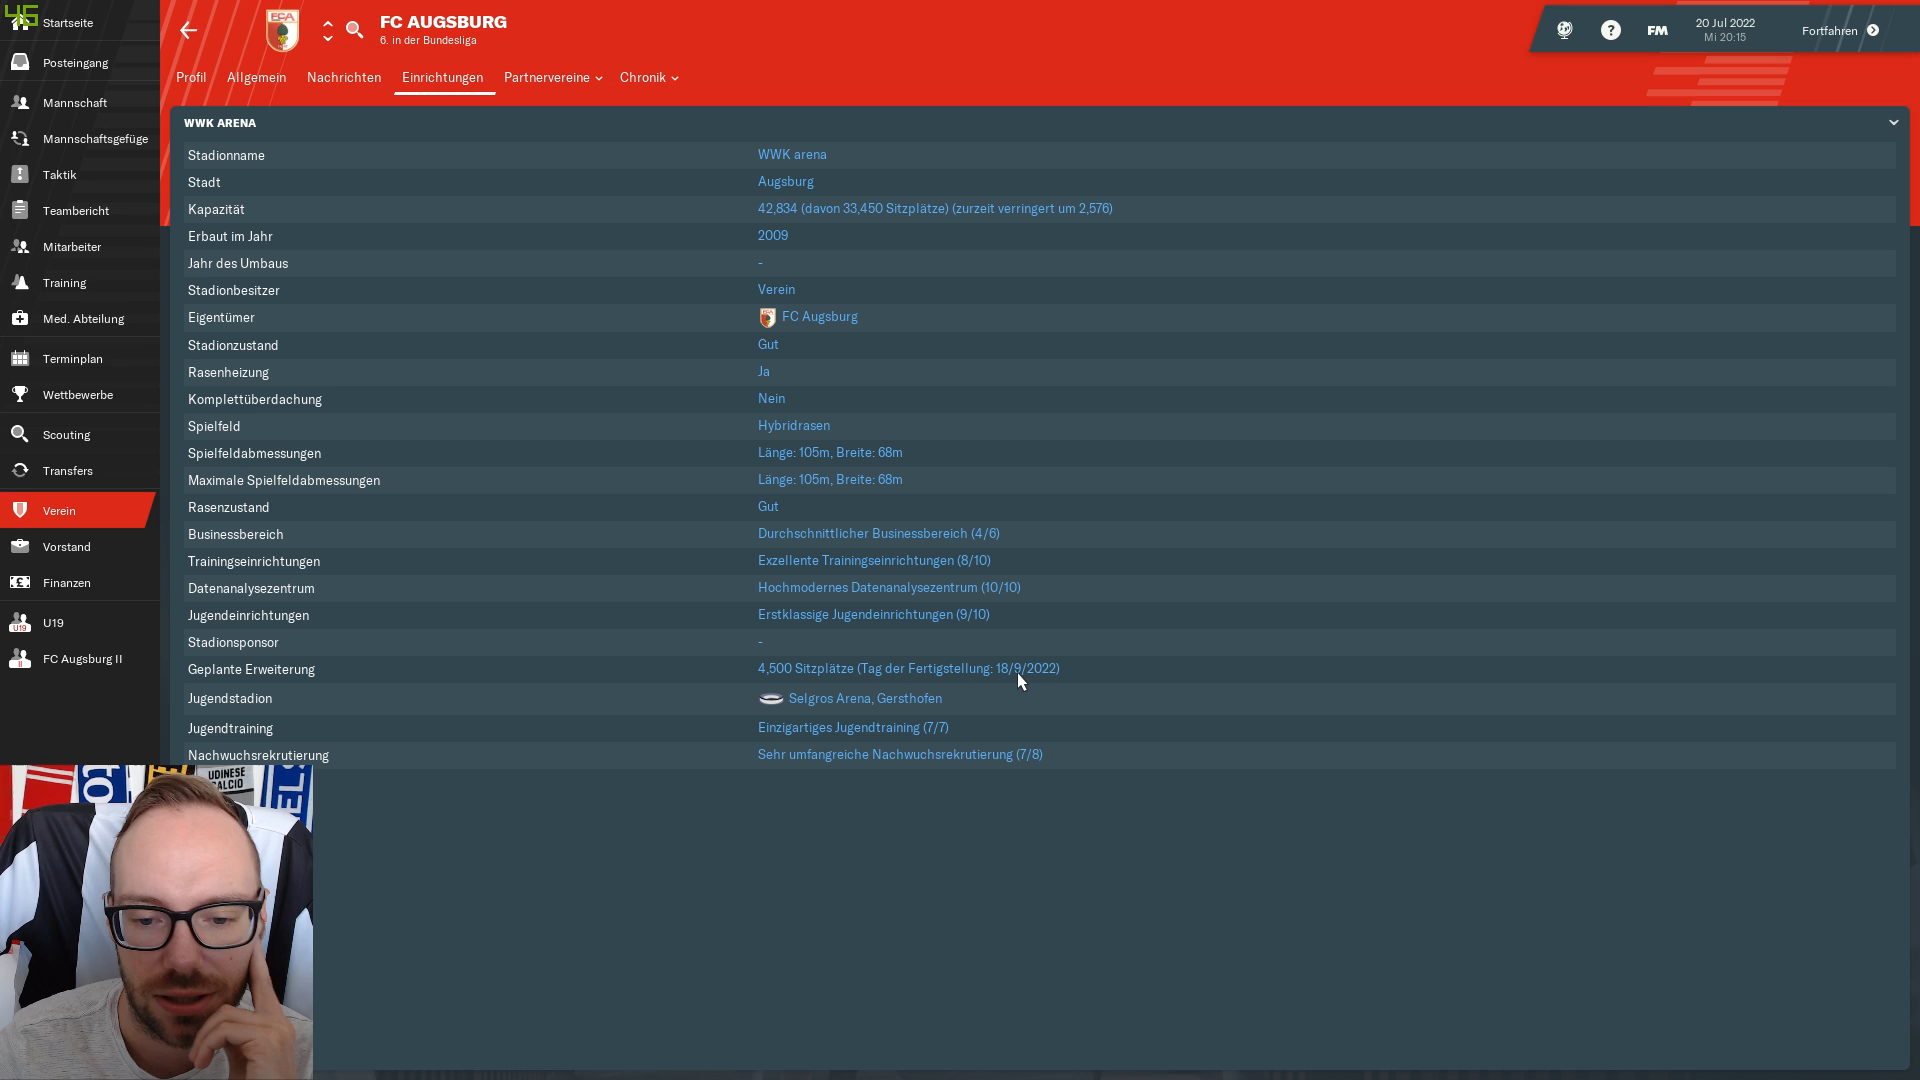 46
Startseite
Posteingang
Mannschaft
Mannschaftsgefüge
Taktik
Teambericht
Mitarbeiter
Training
Med. Abteilung
Terminplan
Wettbewerbe
Scouting
Transfers
Verein
Vorstand
Finanzen
U19
U19
FC Augsburg II
II
FCA
FC AUGSBURG
6. in der Bundesliga
?
FM
20 Jul 2022
Mi 20:15
Fortfahren
Profil Allgemein Nachrichten Einrichtungen Partnervereine Chronik
WWK ARENA
Stadionname WWK arena
Stadt Augsburg
Kapazität 42,834 (davon 33,450 Sitzplätze) (zurzeit verringert um 2,576)
Erbaut im Jahr 2009
Jahr des Umbaus -
Stadionbesitzer Verein
Eigentümer FC Augsburg
Stadionzustand Gut
Rasenheizung Ja
Komplettüberdachung Nein
Spielfeld Hybridrasen
Spielfeldabmessungen Länge: 105m, Breite: 68m
Maximale Spielfeldabmessungen Länge: 105m, Breite: 68m
Rasenzustand Gut
Businessbereich Durchschnittlicher Businessbereich (4/6)
Trainingseinrichtungen Exzellente Trainingseinrichtungen (8/10)
Datenanalysezentrum Hochmodernes Datenanalysezentrum (10/10)
Jugendeinrichtungen Erstklassige Jugendeinrichtungen (9/10)
Stadionsponsor -
Geplante Erweiterung 4,500 Sitzplätze (Tag der Fertigstellung: 18/9/2022)
Jugendstadion Selgros Arena, Gersthofen
Jugendtraining Einzigartiges Jugendtraining (7/7)
Nachwuchsrekrutierung Sehr umfangreiche Nachwuchsrekrutierung (7/8)
UDINESE
CALCIO